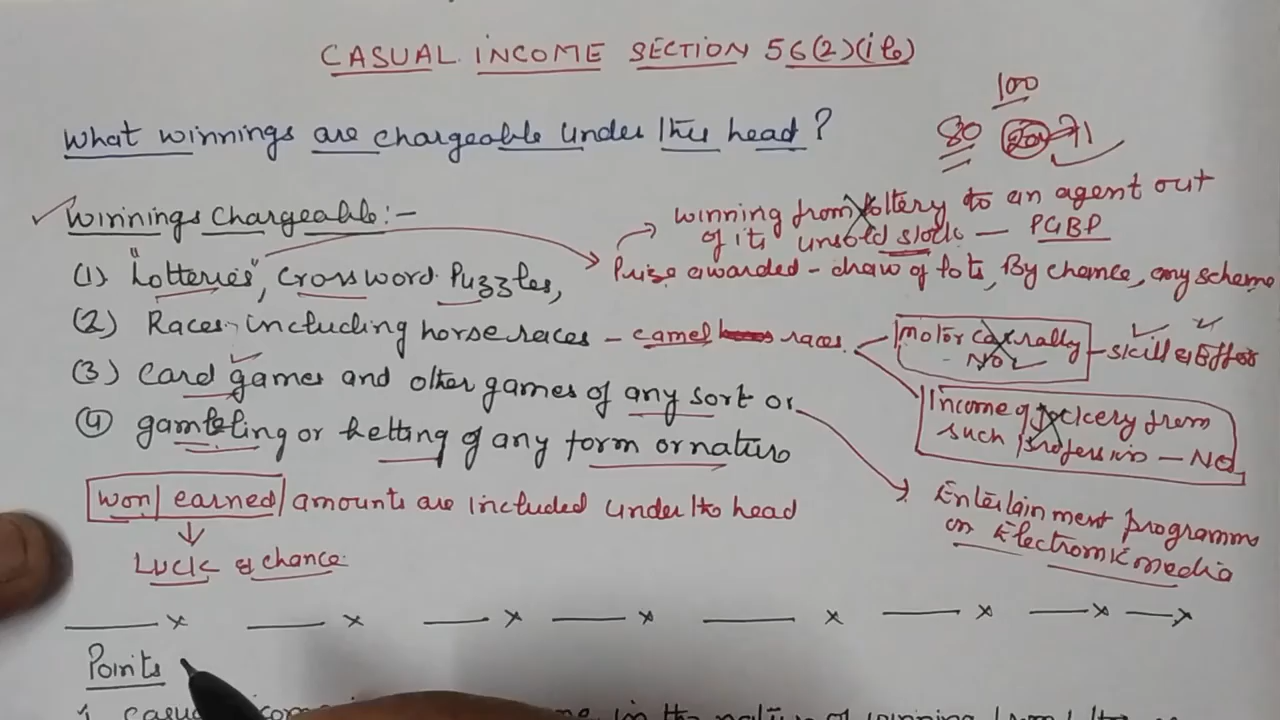 CASUAL INCOME SECTION 56(2)(ib)
100
80 20 → 1
What winnings are chargeable under this head?
Winnings Chargeable:-
Winning from loltery to an agent out
of its unsold stock — PGBP
(1) "Lotteries", crossword Puzzles,
Prize awarded - draw of lots, By chance, any scheme
(2) Races including horse races - camel races
motor car rally
- NO
- skill & Effor
(3) Card games and other games of any sort or
Income of jockery from
such profession - NO
(4) gambling or betting of any form or nature
Won/earned/amounts are included under the head
Luck & chance
Entertainment programme
on Electronic media
Points